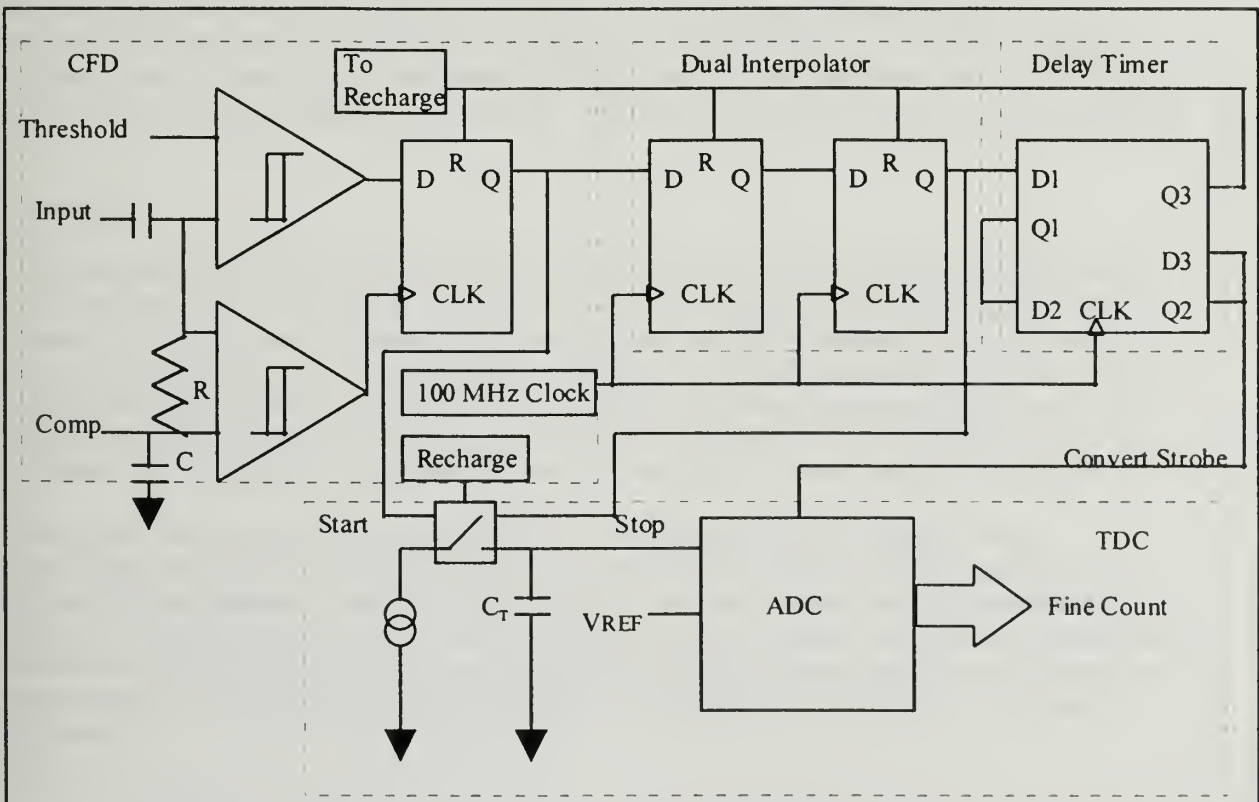 CFD
To
Recharge
Dual Interpolator
Delay Timer
Threshold
D R Q
D R Q
D R Q
D1
Q3
Input
Q1
D3
CLK
CLK
CLK
D2 CLK Q2
R
100 MHz Clock
Comp
C
Recharge
Convert Strobe
Start
Stop
TDC
CT
VREF
ADC
Fine Count